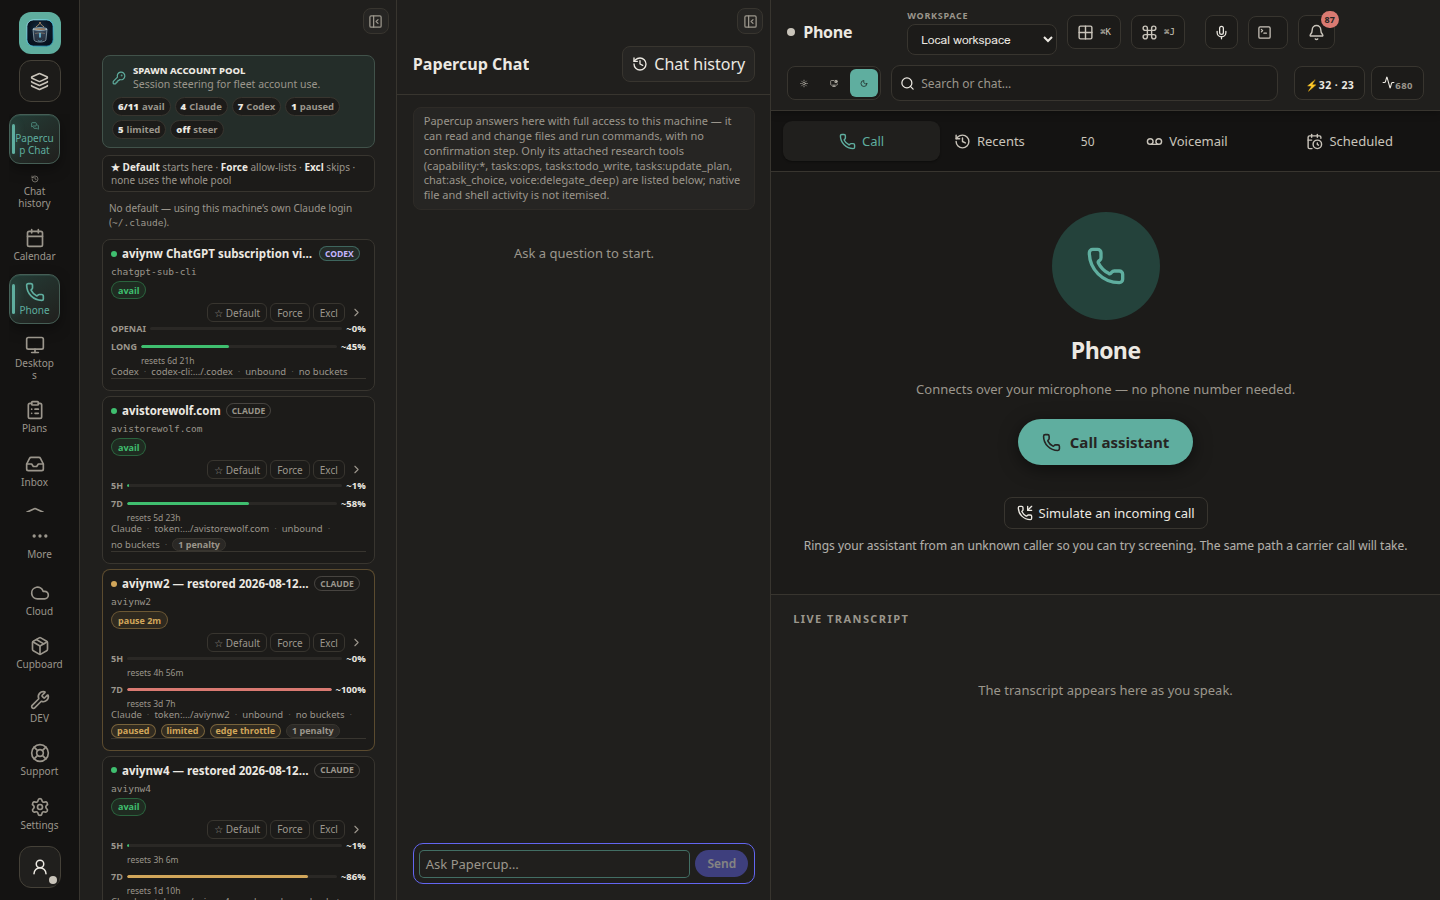 Papercu
p Chat
Chat
history
Calendar
Phone
Desktop
s
Plans
Inbox
More
Cloud
Cupboard
DEV
Support
Settings
SPAWN ACCOUNT POOL
Session steering for fleet account use.
6/11 avail
4 Claude
7 Codex
1 paused
5 limited
off steer
★ Default starts here · Force allow-lists · Excl skips ·
none uses the whole pool
No default — using this machine's own Claude login
(~/.claude).
aviynw ChatGPT subscription vi... CODEX
chatgpt-sub-cli
avail
☆ Default Force Excl
OPENAI ~0%
LONG ~45%
resets 6d 21h
Codex · codex-cli:.../.codex · unbound · no buckets
avistorewolf.com CLAUDE
avistorewolf.com
avail
☆ Default Force Excl
5H ~1%
7D ~58%
resets 5d 23h
Claude · token:.../avistorewolf.com · unbound ·
no buckets · 1 penalty
aviynw2 — restored 2026-08-12... CLAUDE
aviynw2
pause 2m
☆ Default Force Excl
5H ~0%
resets 4h 56m
7D ~100%
resets 3d 7h
Claude · token:.../aviynw2 · unbound · no buckets ·
paused limited edge throttle 1 penalty
aviynw4 — restored 2026-08-12... CLAUDE
aviynw4
avail
☆ Default Force Excl
5H ~1%
resets 3h 6m
7D ~86%
resets 1d 10h
Papercup Chat
Chat history
Papercup answers here with full access to this machine — it
can read and change files and run commands, with no
confirmation step. Only its attached research tools
(capability:*, tasks:ops, tasks:todo_write, tasks:update_plan,
chat:ask_choice, voice:delegate_deep) are listed below; native
file and shell activity is not itemised.
Ask a question to start.
Ask Papercup...
Send
Phone
WORKSPACE
Local workspace
⌘K
⌘J
87
Search or chat...
⚡32 · 23
680
Call
Recents 50
Voicemail
Scheduled
Phone
Connects over your microphone — no phone number needed.
Call assistant
Simulate an incoming call
Rings your assistant from an unknown caller so you can try screening. The same path a carrier call will take.
LIVE TRANSCRIPT
The transcript appears here as you speak.